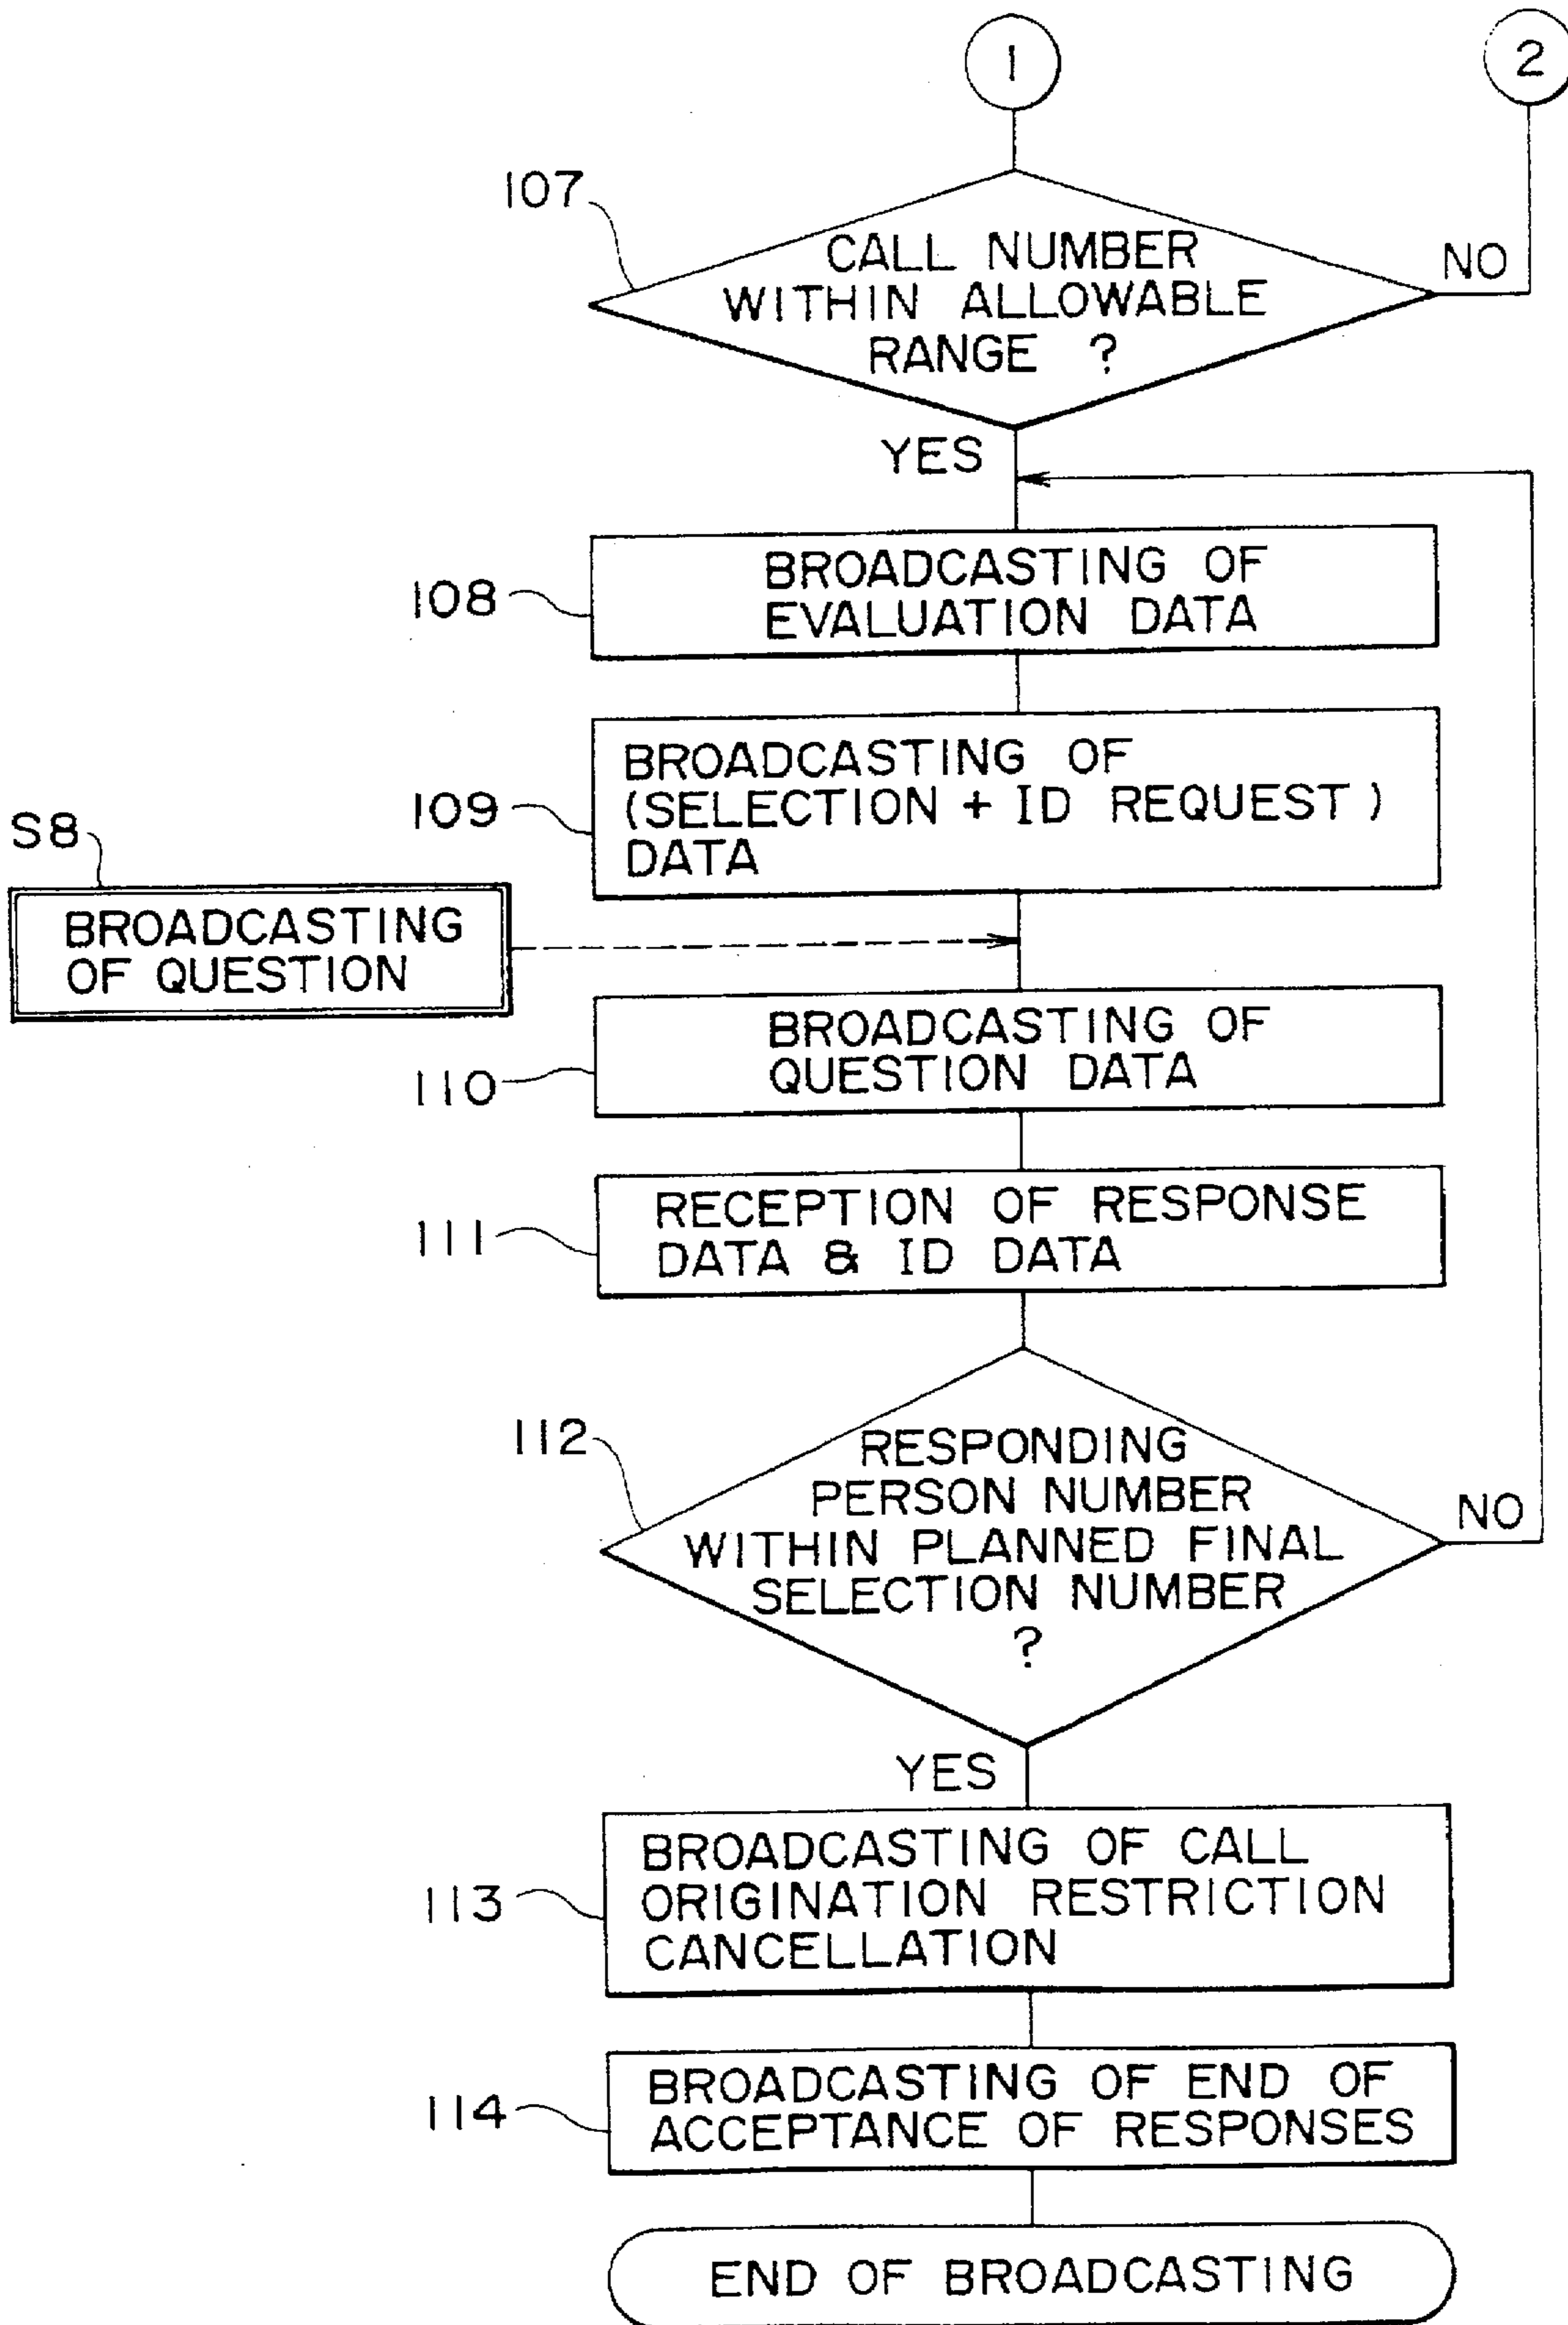 1
2
107
CALL NUMBER
WITHIN ALLOWABLE
RANGE ?
NO
YES
108
BROADCASTING OF
EVALUATION DATA
109
BROADCASTING OF
(SELECTION + ID REQUEST)
DATA
S8
BROADCASTING
OF QUESTION
110
BROADCASTING OF
QUESTION DATA
111
RECEPTION OF RESPONSE
DATA & ID DATA
112
RESPONDING
PERSON NUMBER
WITHIN PLANNED FINAL
SELECTION NUMBER
?
NO
YES
113
BROADCASTING OF CALL
ORIGINATION RESTRICTION
CANCELLATION
114
BROADCASTING OF END OF
ACCEPTANCE OF RESPONSES
END OF BROADCASTING